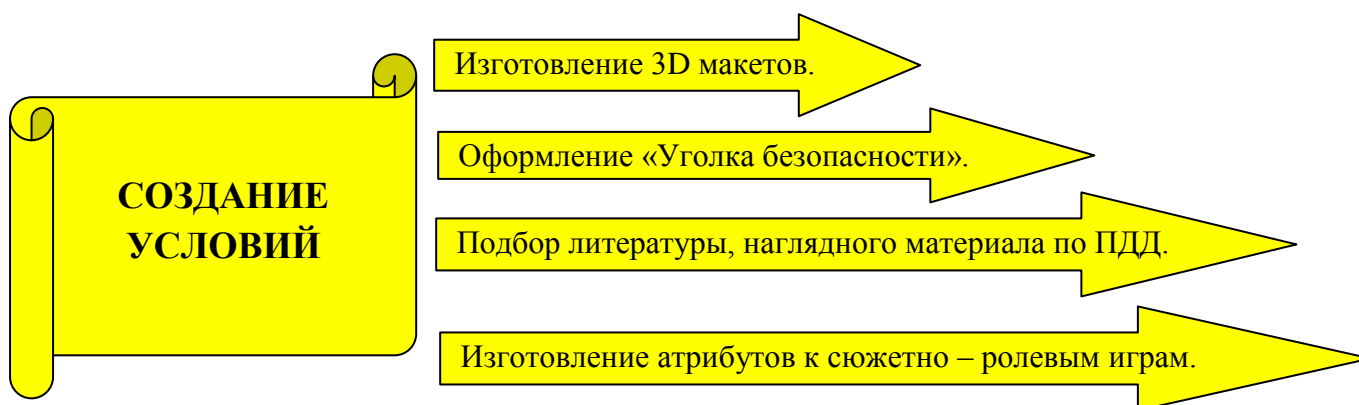 СОЗДАНИЕ
УСЛОВИЙ
Изготовление 3D макетов.
Оформление «Уголка безопасности».
Подбор литературы, наглядного материала по ПДД.
Изготовление атрибутов к сюжетно – ролевым играм.